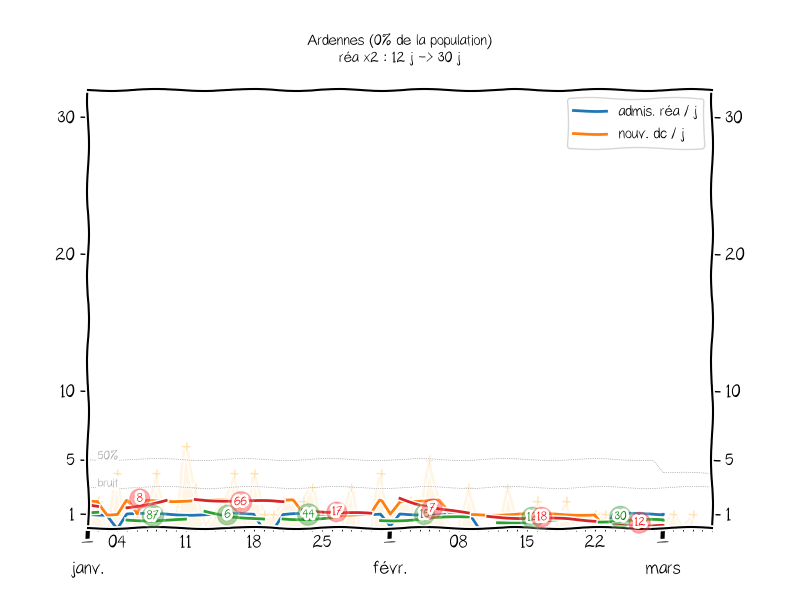 Ardennes (0% de la population)
réa x2 : 12 j -> 30 j
admis. réa / j
nouv. dc / j
30 30
20 20
10 10
50%
5 5
bruit
8 66 7
87 6 44 17 18 30 12
1 1
04 11 18 25 08 15 22
janv. févr. mars